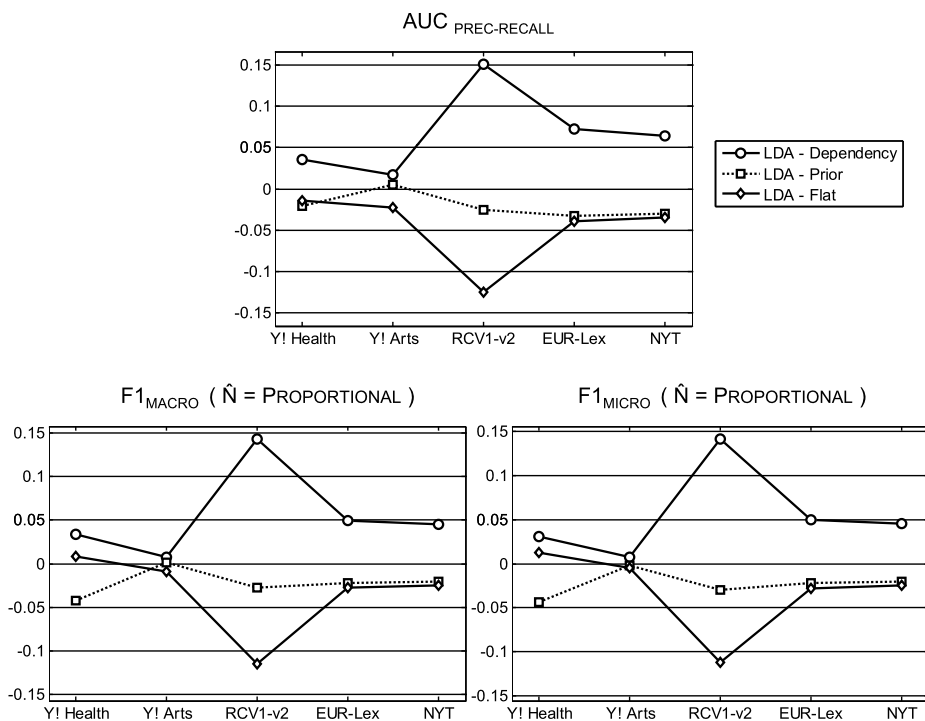 AUC PREC-RECALL
0.15
0.1
0.05
0
-0.05
-0.1
-0.15
Y! Health Y! Arts RCV1-v2 EUR-Lex NYT
LDA - Dependency
LDA - Prior
LDA - Flat
F1MACRO ( N̂ = PROPORTIONAL )
0.15
0.1
0.05
0
-0.05
-0.1
-0.15
Y! Health Y! Arts RCV1-v2 EUR-Lex NYT
F1MICRO ( N̂ = PROPORTIONAL )
0.15
0.1
0.05
0
-0.05
-0.1
-0.15
Y! Health Y! Arts RCV1-v2 EUR-Lex NYT